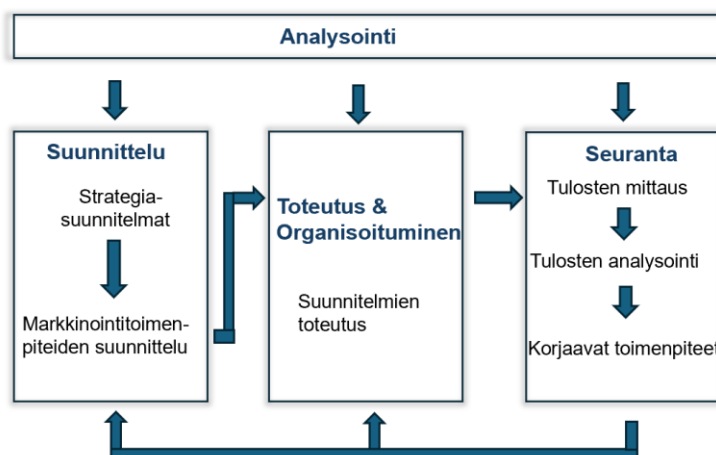 Analysointi
Suunnittelu
Strategia-
suunnitelmat
Markkinointitoimen-
piteiden suunnittelu
Toteutus &
Organisoituminen
Suunnitelmien
toteutus
Seuranta
Tulosten mittaus
Tulosten analysointi
Korjaavat toimenpiteet